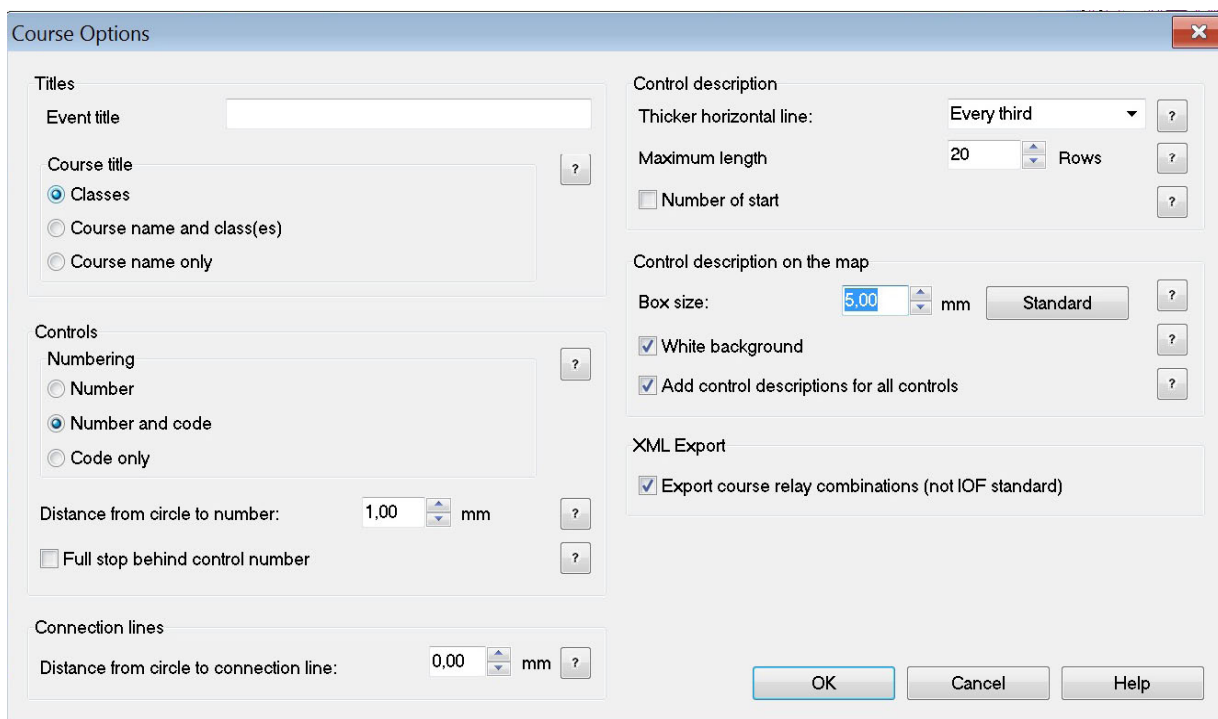 Course Options
Titles
Event title
Course title
?
Classes
Course name and class(es)
Course name only
Controls
Numbering
?
Number
Number and code
Code only
Distance from circle to number: 1,00 mm ?
Full stop behind control number ?
Connection lines
Distance from circle to connection line: 0,00 mm ?
Control description
Thicker horizontal line: Every third ?
Maximum length 20 Rows ?
Number of start ?
Control description on the map
Box size: 5,00 mm Standard ?
White background ?
Add control descriptions for all controls ?
XML Export
Export course relay combinations (not IOF standard)
OK Cancel Help